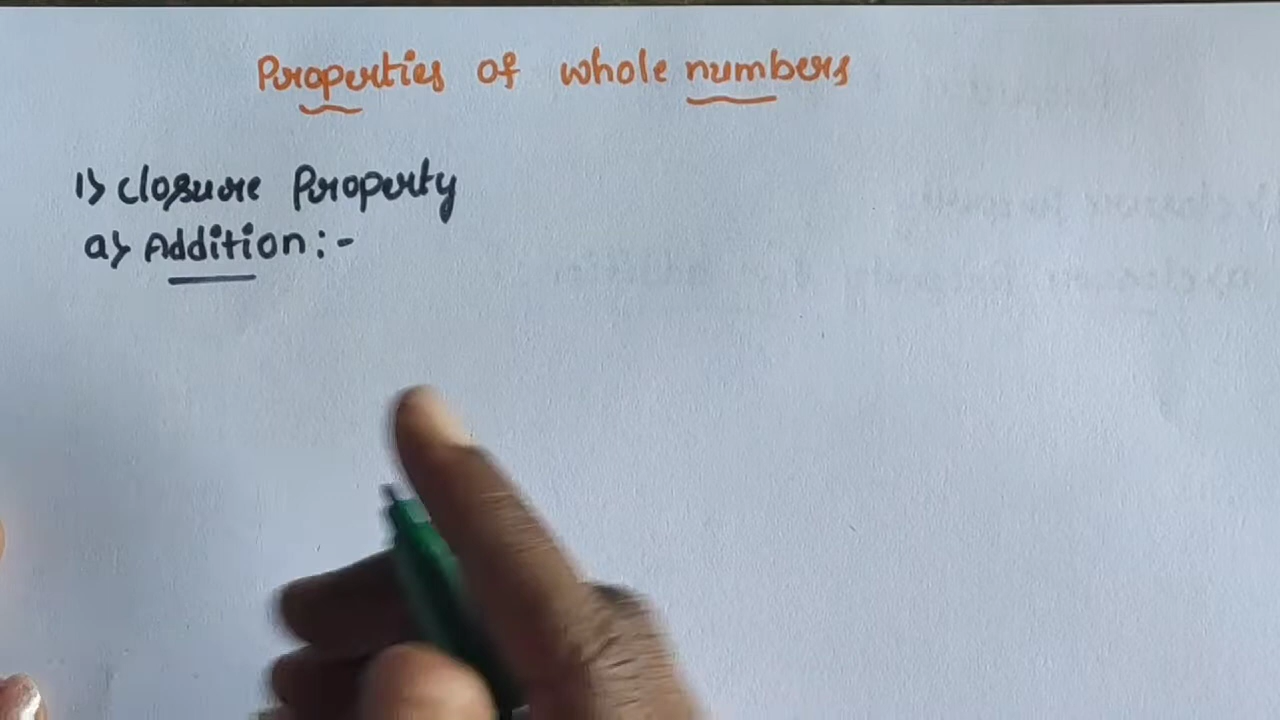 Properties of whole numbers
1> closure Property
a> Addition:-